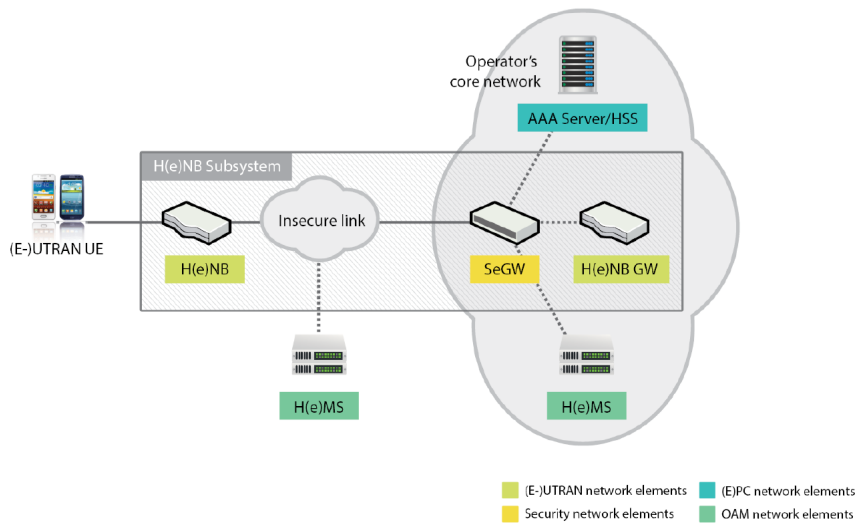 Operator's
core network
AAA Server/HSS
H(e)NB Subsystem
Insecure link
(E-)UTRAN UE
H(e)NB
SeGW
H(e)NB GW
H(e)MS
H(e)MS
(E-)UTRAN network elements
(E)PC network elements
Security network elements
OAM network elements